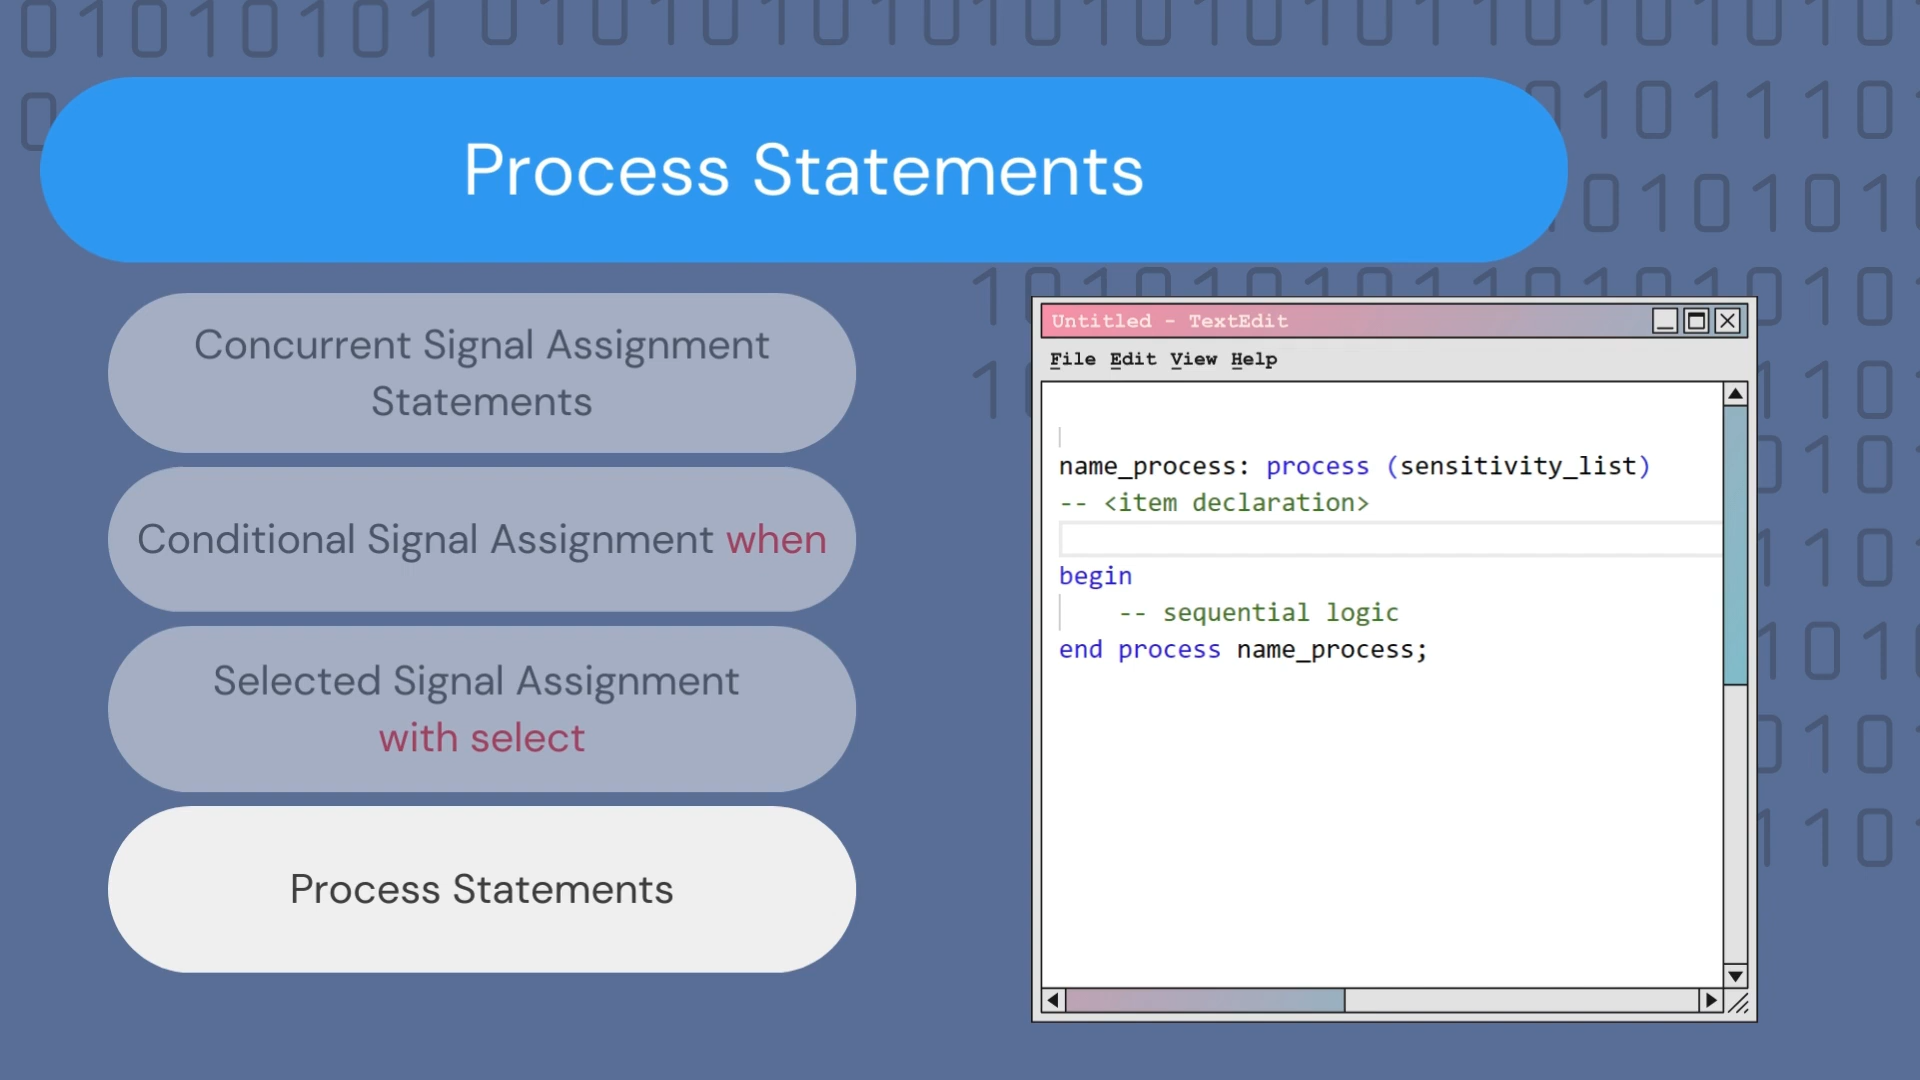 Process Statements
Concurrent Signal Assignment
Statements
Conditional Signal Assignment when
Selected Signal Assignment
with select
Process Statements
Untitled - TextEdit
File Edit View Help
name_process: process (sensitivity_list)
-- <item declaration>
begin
-- sequential logic
end process name_process;